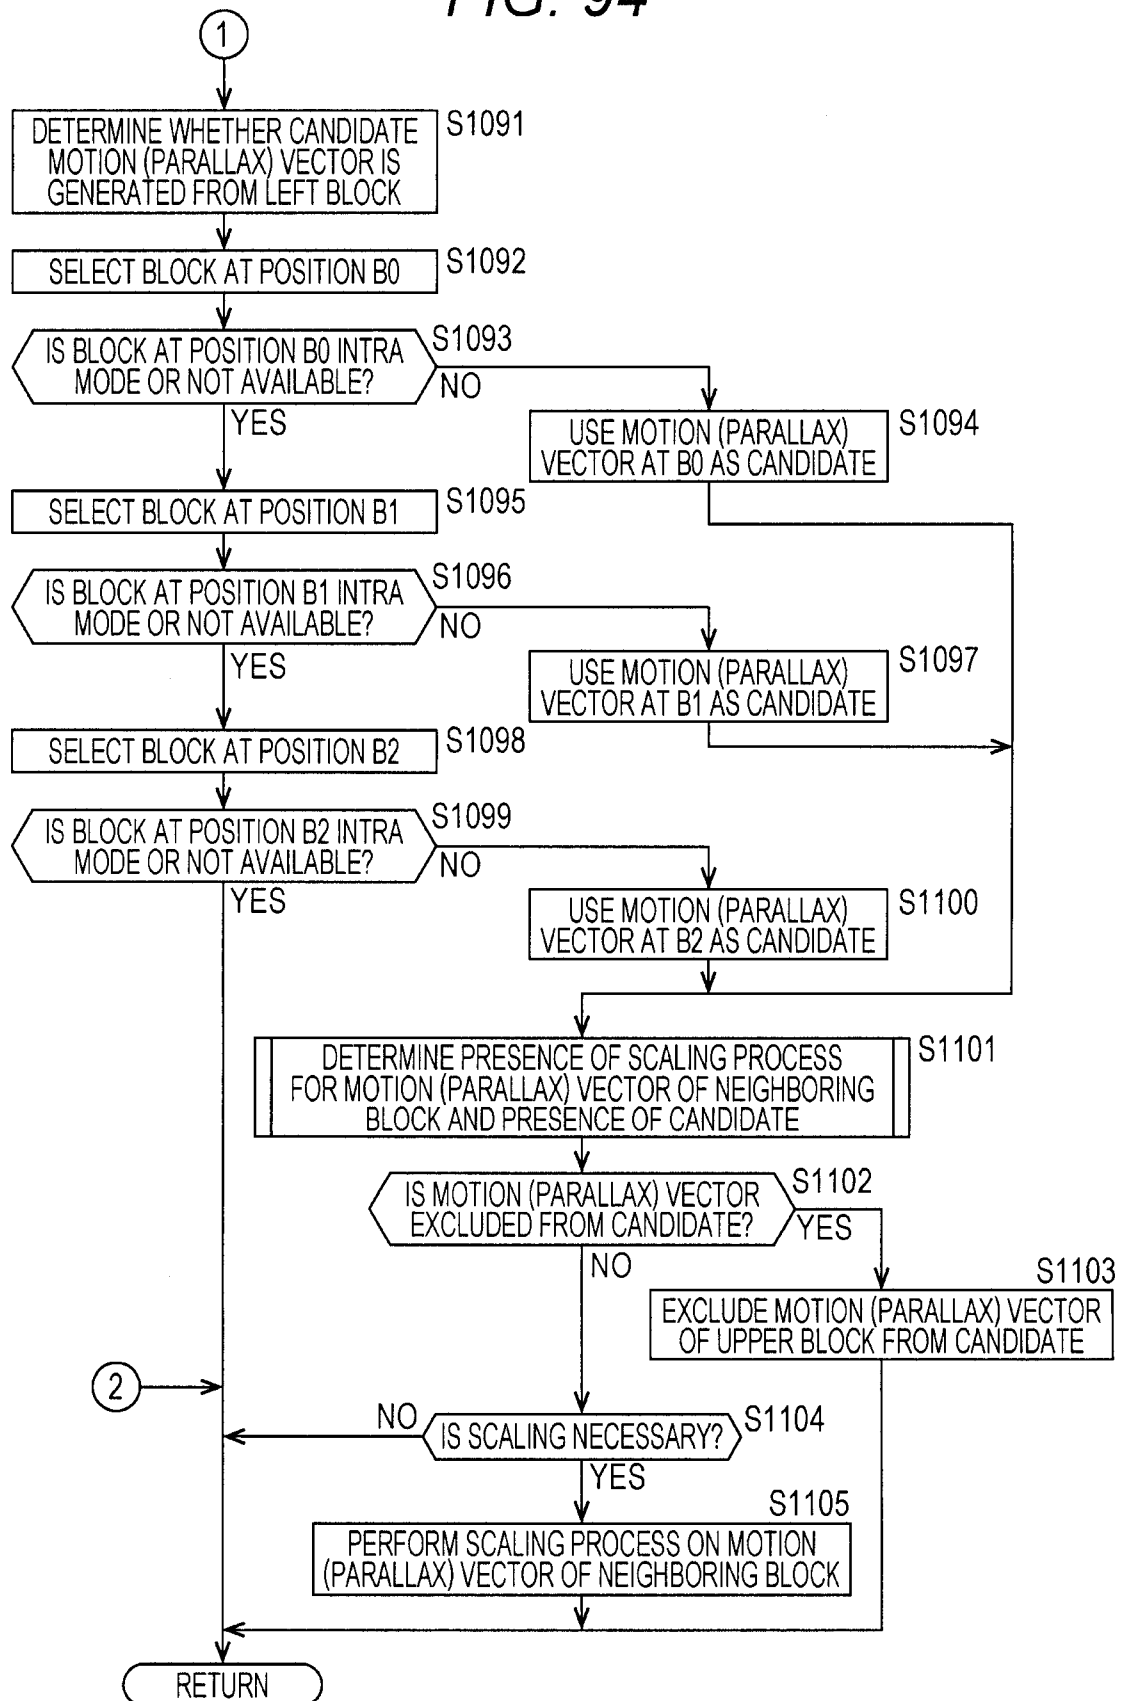 FIG. 94
1
DETERMINE WHETHER CANDIDATE
MOTION (PARALLAX) VECTOR IS
GENERATED FROM LEFT BLOCK
S1091
SELECT BLOCK AT POSITION B0
S1092
IS BLOCK AT POSITION B0 INTRA
MODE OR NOT AVAILABLE?
S1093
NO
YES
USE MOTION (PARALLAX)
VECTOR AT B0 AS CANDIDATE
S1094
SELECT BLOCK AT POSITION B1
S1095
IS BLOCK AT POSITION B1 INTRA
MODE OR NOT AVAILABLE?
S1096
NO
YES
USE MOTION (PARALLAX)
VECTOR AT B1 AS CANDIDATE
S1097
SELECT BLOCK AT POSITION B2
S1098
IS BLOCK AT POSITION B2 INTRA
MODE OR NOT AVAILABLE?
S1099
NO
YES
USE MOTION (PARALLAX)
VECTOR AT B2 AS CANDIDATE
S1100
DETERMINE PRESENCE OF SCALING PROCESS
FOR MOTION (PARALLAX) VECTOR OF NEIGHBORING
BLOCK AND PRESENCE OF CANDIDATE
S1101
IS MOTION (PARALLAX) VECTOR
EXCLUDED FROM CANDIDATE?
S1102
YES
NO
S1103
EXCLUDE MOTION (PARALLAX) VECTOR
OF UPPER BLOCK FROM CANDIDATE
2
NO
IS SCALING NECESSARY?
S1104
YES
S1105
PERFORM SCALING PROCESS ON MOTION
(PARALLAX) VECTOR OF NEIGHBORING BLOCK
RETURN